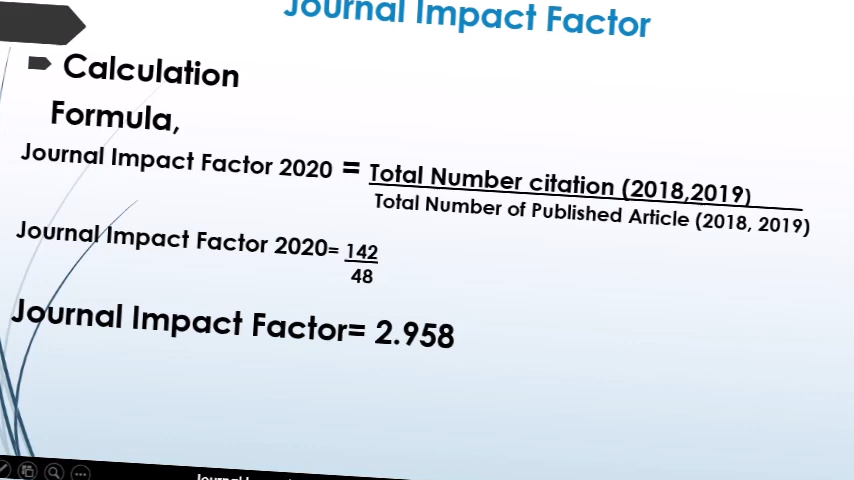 Journal Impact Factor
Calculation
Formula,
Journal Impact Factor 2020 = Total Number citation (2018,2019)
Total Number of Published Article (2018, 2019)
Journal Impact Factor 2020= 142
48
Journal Impact Factor= 2.958